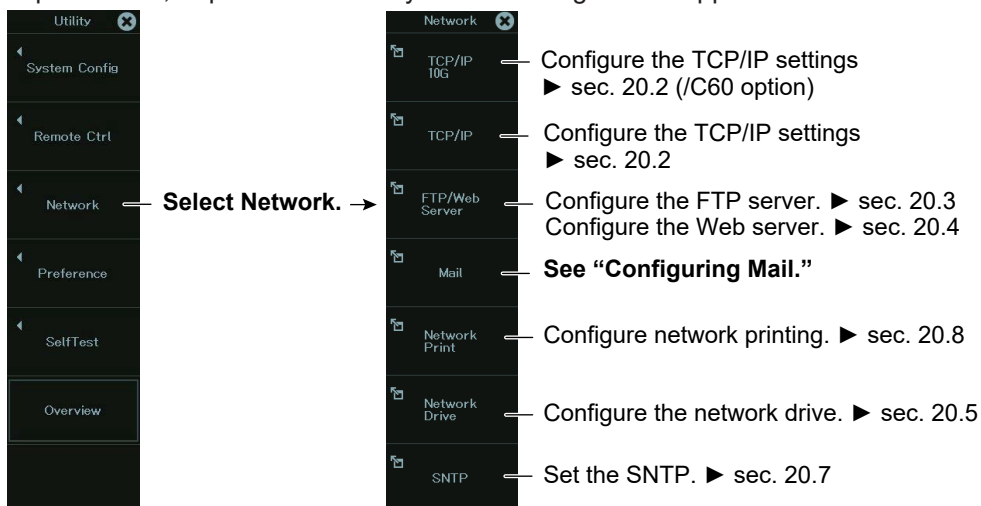 Utility
System Config
Remote Ctrl
Network
Preference
SelfTest
Overview
Select Network. →
Network
TCP/IP
10G
Configure the TCP/IP settings
► sec. 20.2 (/C60 option)
TCP/IP
Configure the TCP/IP settings
► sec. 20.2
FTP/Web
Server
Configure the FTP server. ► sec. 20.3
Configure the Web server. ► sec. 20.4
Mail
See “Configuring Mail.”
Network
Print
Configure network printing. ► sec. 20.8
Network
Drive
Configure the network drive. ► sec. 20.5
SNTP
Set the SNTP. ► sec. 20.7